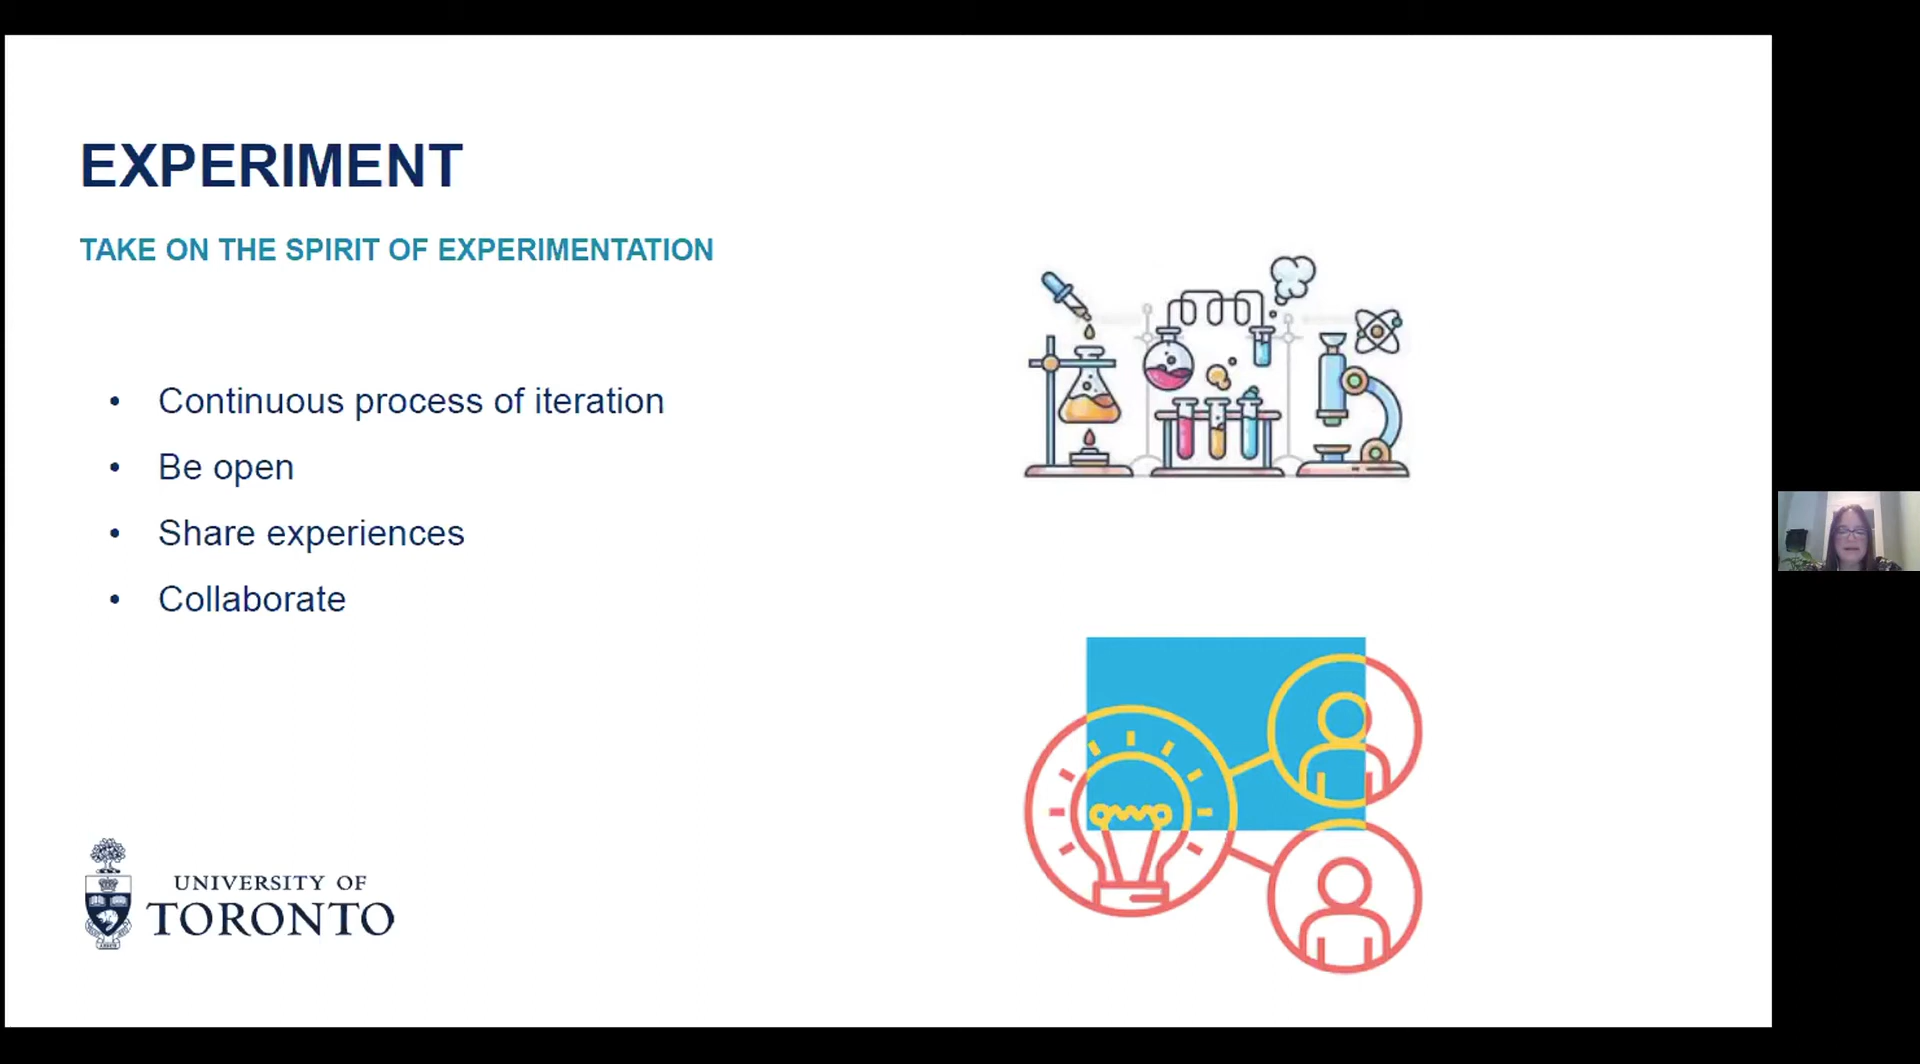 EXPERIMENT
TAKE ON THE SPIRIT OF EXPERIMENTATION
• Continuous process of iteration
• Be open
• Share experiences
• Collaborate
UNIVERSITY OF
TORONTO